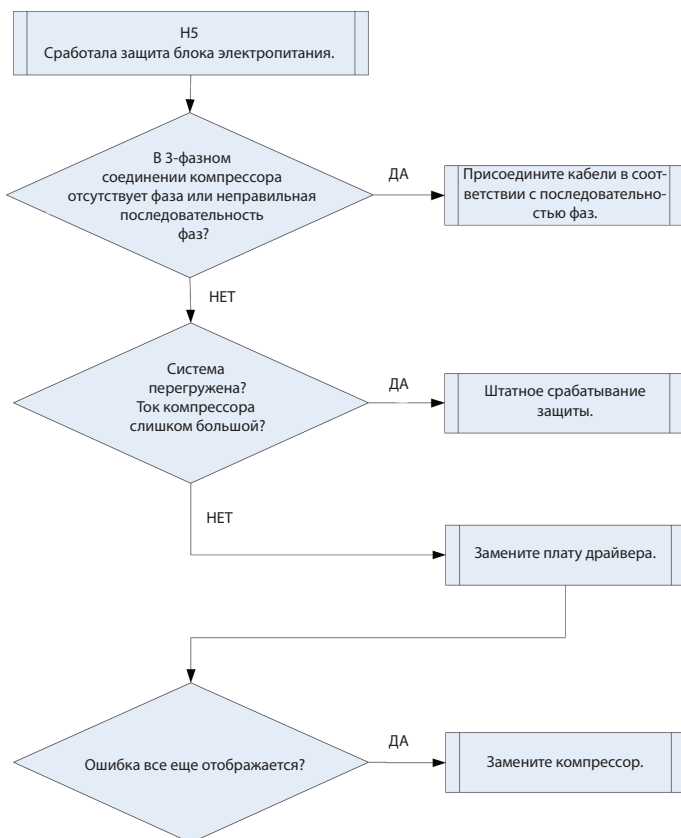 H5
Сработала защита блока электропитания.
В 3-фазном
соединении компрессора
отсутствует фаза или неправильная
последовательность
фаз?
ДА
Присоедините кабели в соот-
ветствии с последовательно-
стью фаз.
НЕТ
Система
перегружена?
Ток компрессора
слишком большой?
ДА
Штатное срабатывание
защиты.
НЕТ
Замените плату драйвера.
Ошибка все еще отображается?
ДА
Замените компрессор.